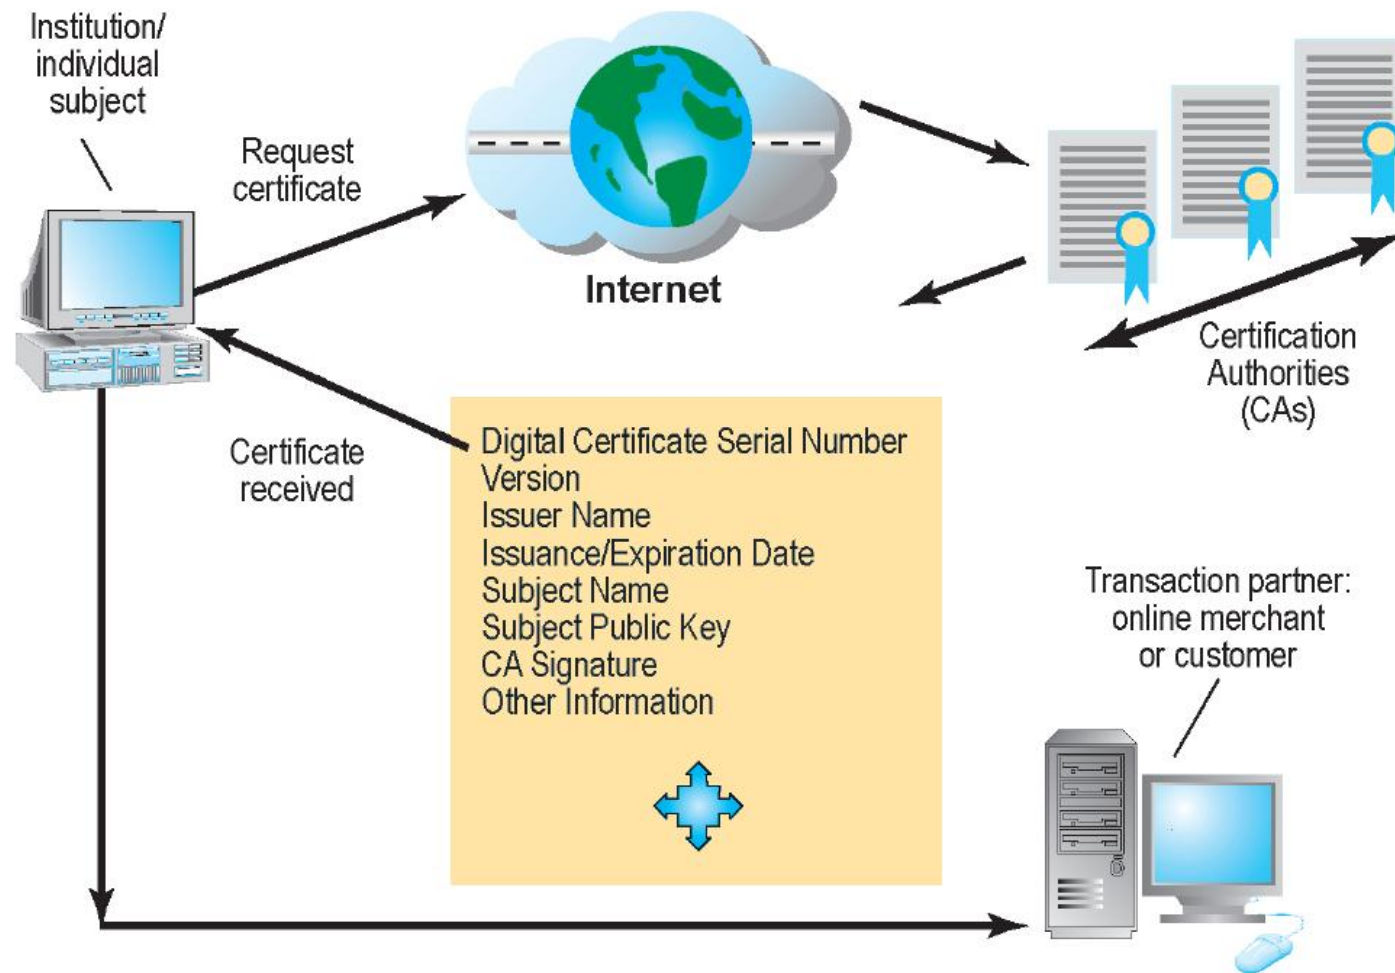 Institution/
individual
subject
Request
certificate
Internet
Certification
Authorities
(CAs)
Certificate
received
Digital Certificate Serial Number
Version
Issuer Name
Issuance/Expiration Date
Subject Name
Subject Public Key
CA Signature
Other Information
Transaction partner:
online merchant
or customer